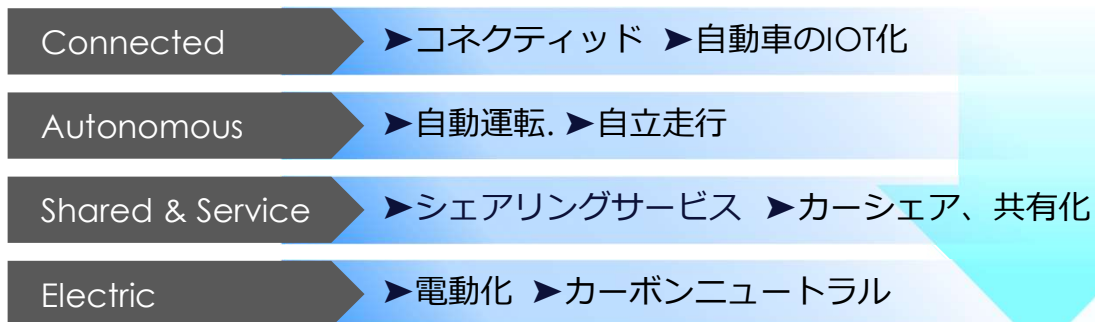 Connected ➤コネクティッド ➤自動車のIOT化
Autonomous ➤自動運転. ➤自立走行
Shared & Service ➤シェアリングサービス ➤カーシェア、共有化
Electric ➤電動化 ➤カーボンニュートラル